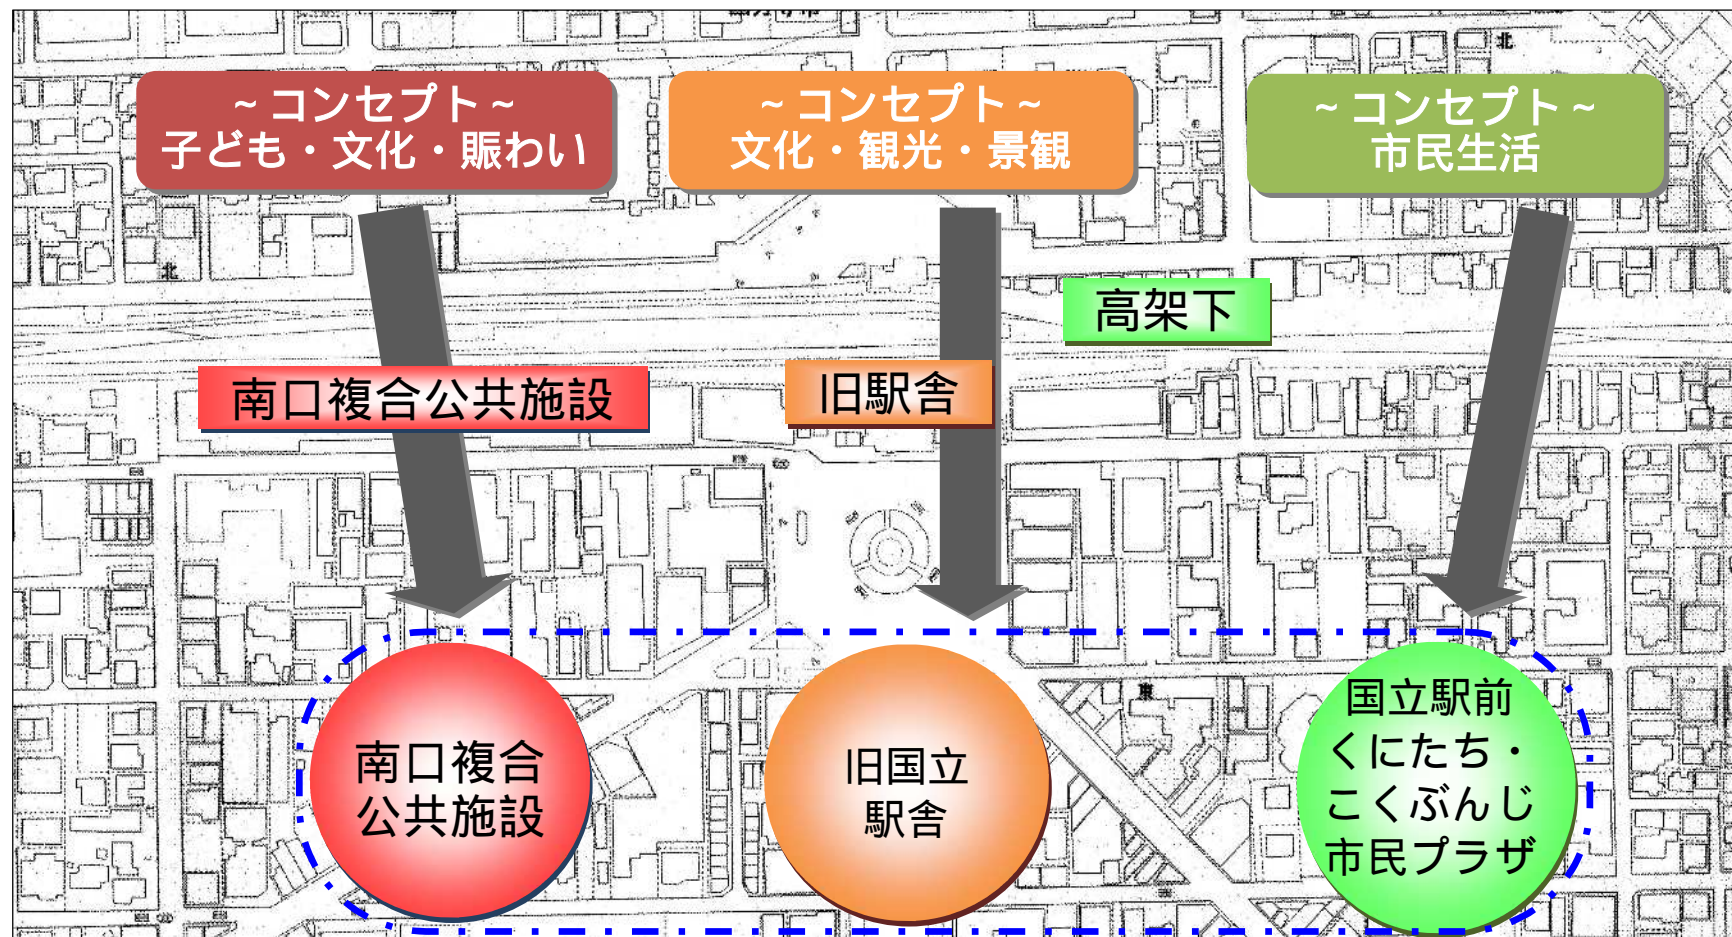 ~コンセプト~
子ども・文化・賑わい
~コンセプト~
文化・観光・景観
~コンセプト~
市民生活
北
北
高架下
南口複合公共施設
旧駅舎
東
南口複合
公共施設
旧国立
駅舎
国立駅前
くにたち・
こくぶんじ
市民プラザ